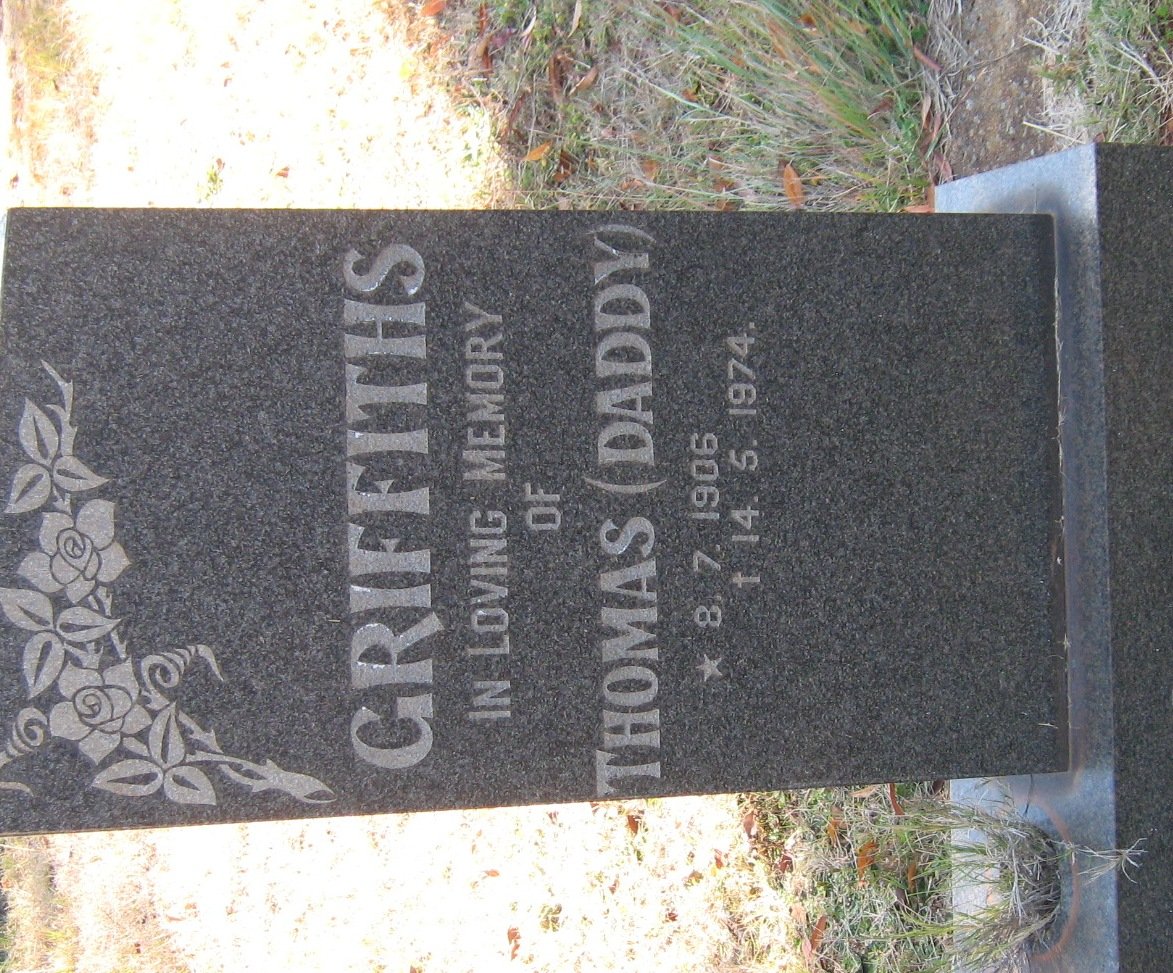 GRIFFITHS
IN LOVING MEMORY
OF
THOMAS (DADDY)
★ 8. 7. 1906
† 14. 5. 1974.